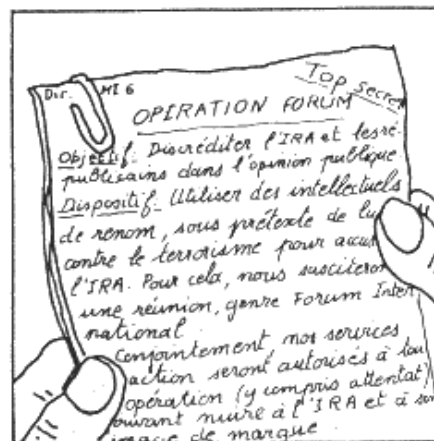 Dir. MI 6
Top secret
OPIRATION FORUM
Objectif. Discréditer l'IRA et les ré-
publicains dans l'opinion publique.
Dispositif. Utiliser des intellectuels
de renom, sous prétexte de lu
contre le terrorisme pour accu
l'IRA. Pour cela, nous susciteron
une réunion, genre Forum Inter
national
Conjointement nos services
action seront autorisés à tou
opération (y compris attentat)
ouvant nuire à l'IRA et à son
image de marque